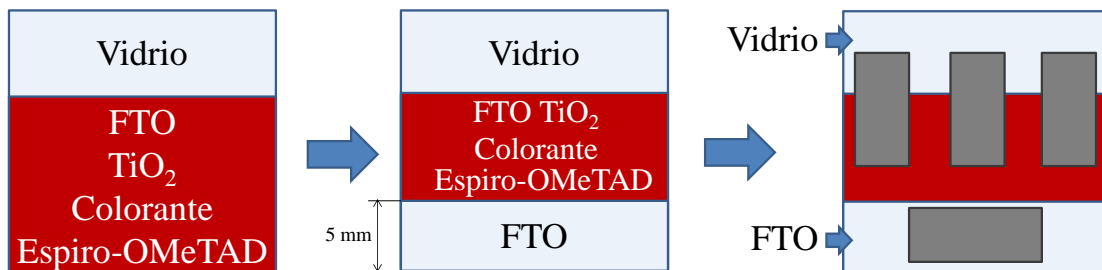 Vidrio
FTO
TiO₂
Colorante
Espiro-OMeTAD
Vidrio
FTO TiO₂
Colorante
Espiro-OMeTAD
5 mm
FTO
Vidrio
FTO